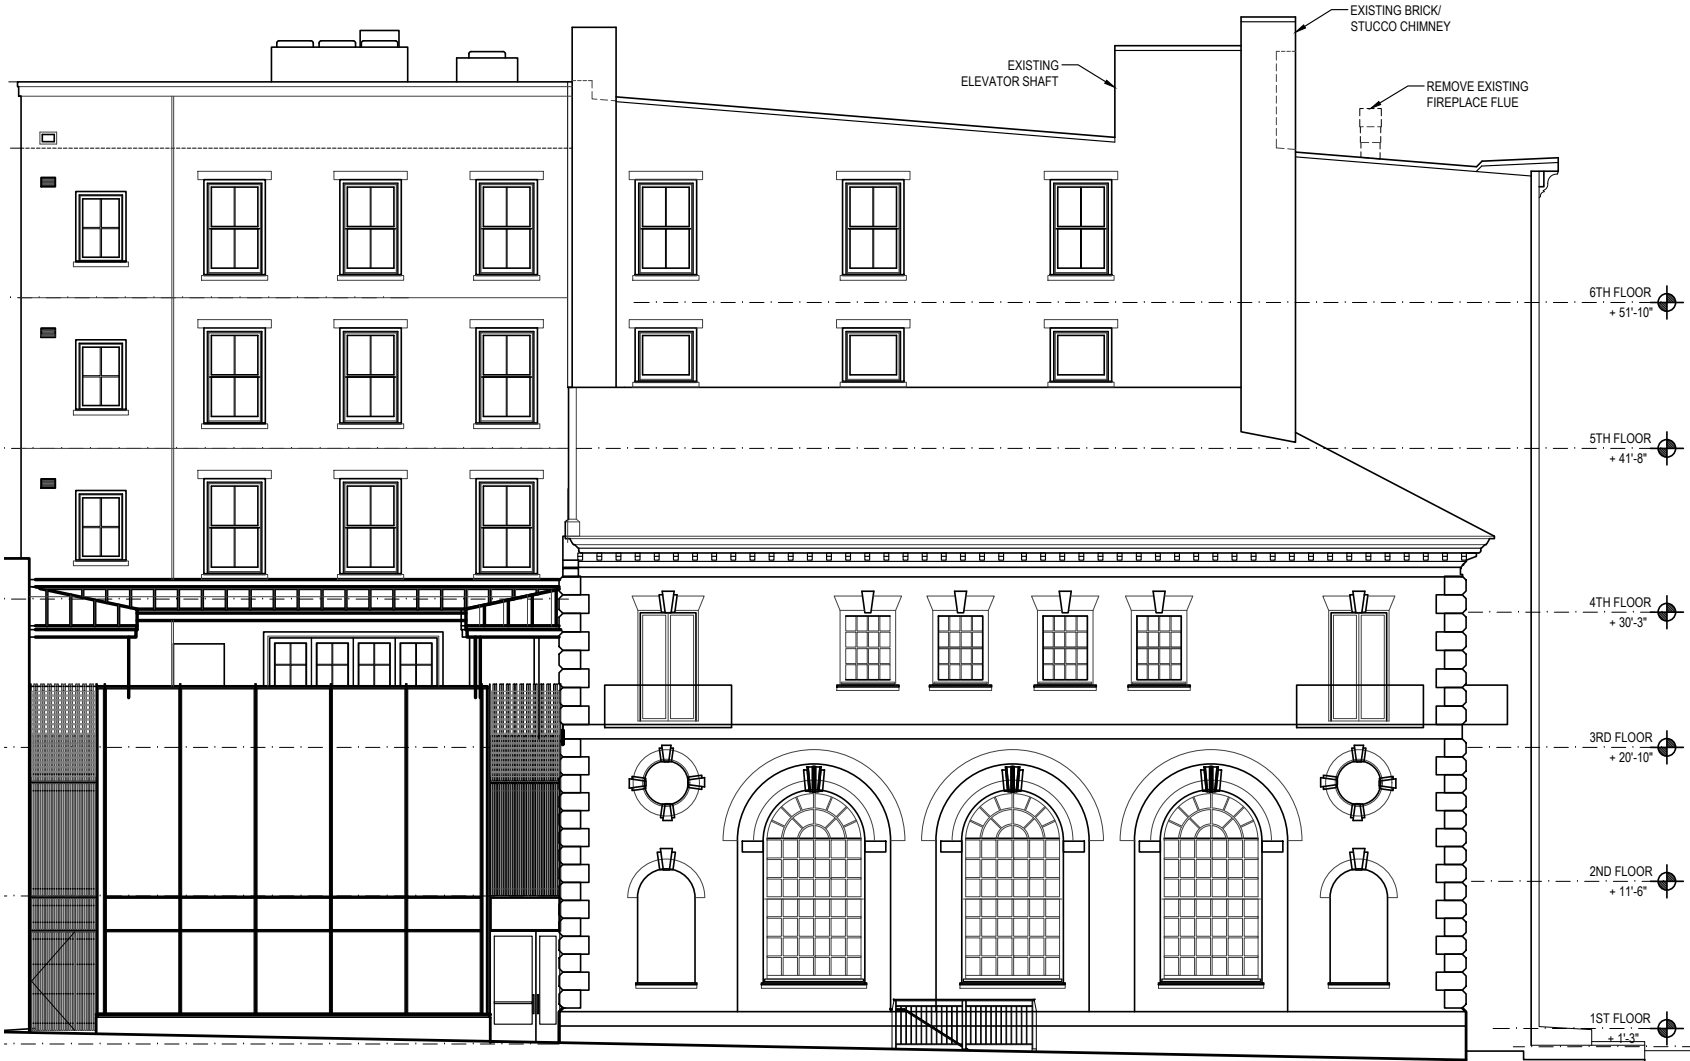 EXISTING BRICK/
STUCCO CHIMNEY
EXISTING
ELEVATOR SHAFT
REMOVE EXISTING
FIREPLACE FLUE
6TH FLOOR
+ 51'-10"
5TH FLOOR
+ 41'-8"
4TH FLOOR
+ 30'-3"
3RD FLOOR
+ 20'-10"
2ND FLOOR
+ 11'-6"
1ST FLOOR
+ 1'-3"